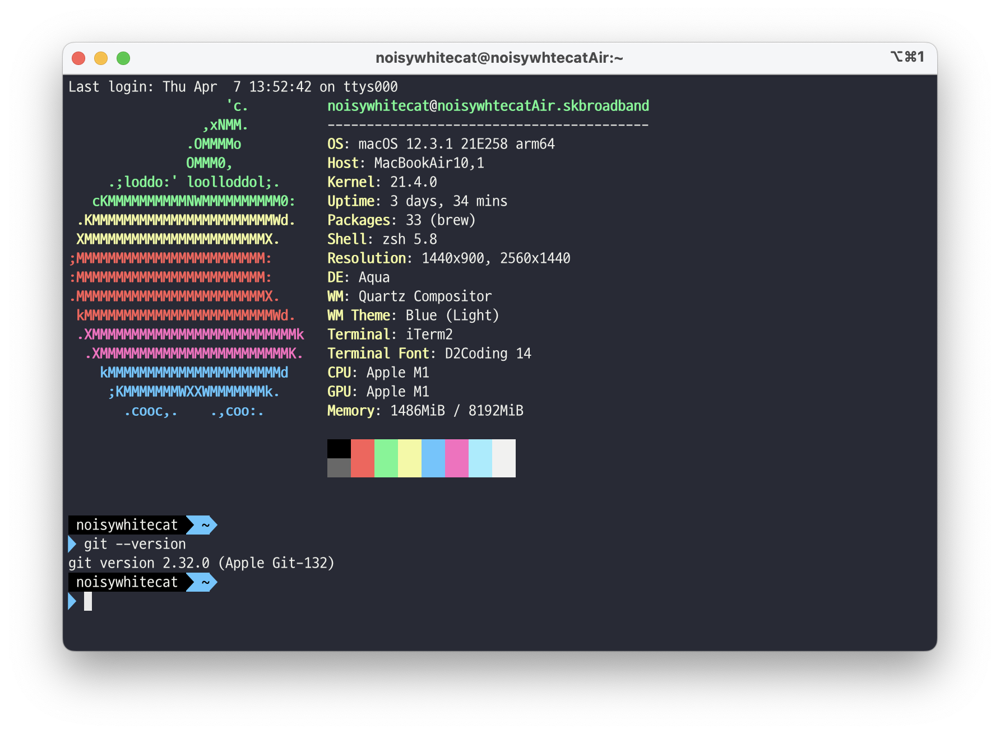 noisywhitecat@noisywhtecatAir:~ ⌥⌘1
Last login: Thu Apr  7 13:52:42 on ttys000
                    'c.          noisywhitecat@noisywhtecatAir.skbroadband
                 ,xNMM.          -----------------------------------------
               .OMMMMo           OS: macOS 12.3.1 21E258 arm64
               OMMM0,            Host: MacBookAir10,1
     .;loddo:' loolloddol;.      Kernel: 21.4.0
   cKMMMMMMMMMMNWMMMMMMMMMM0:    Uptime: 3 days, 34 mins
 .KMMMMMMMMMMMMMMMMMMMMMMMWd.    Packages: 33 (brew)
 XMMMMMMMMMMMMMMMMMMMMMMMX.      Shell: zsh 5.8
;MMMMMMMMMMMMMMMMMMMMMMMM:       Resolution: 1440x900, 2560x1440
:MMMMMMMMMMMMMMMMMMMMMMMM:       DE: Aqua
.MMMMMMMMMMMMMMMMMMMMMMMMX.      WM: Quartz Compositor
 kMMMMMMMMMMMMMMMMMMMMMMMMWd.    WM Theme: Blue (Light)
 .XMMMMMMMMMMMMMMMMMMMMMMMMMMk   Terminal: iTerm2
  .XMMMMMMMMMMMMMMMMMMMMMMMMK.   Terminal Font: D2Coding 14
    kMMMMMMMMMMMMMMMMMMMMMMd     CPU: Apple M1
     ;KMMMMMMMWXXWMMMMMMMk.      GPU: Apple M1
       .cooc,.    .,coo:.        Memory: 1486MiB / 8192MiB
noisywhitecat ~
git --version
git version 2.32.0 (Apple Git-132)
noisywhitecat ~